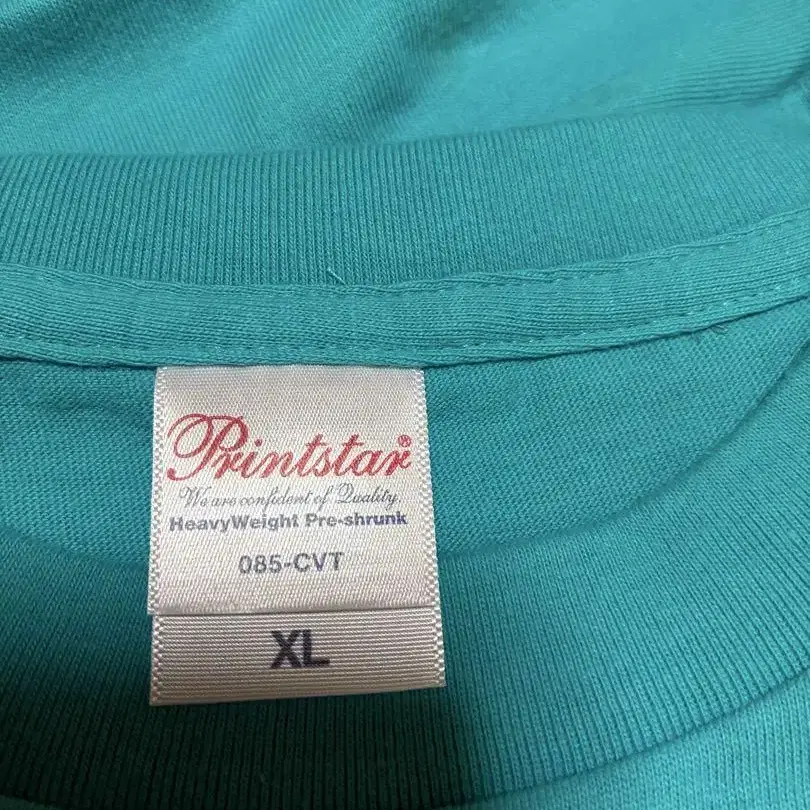 Printstar®
We are confident of Quality.
HeavyWeight Pre-shrunk
085-CVT
XL